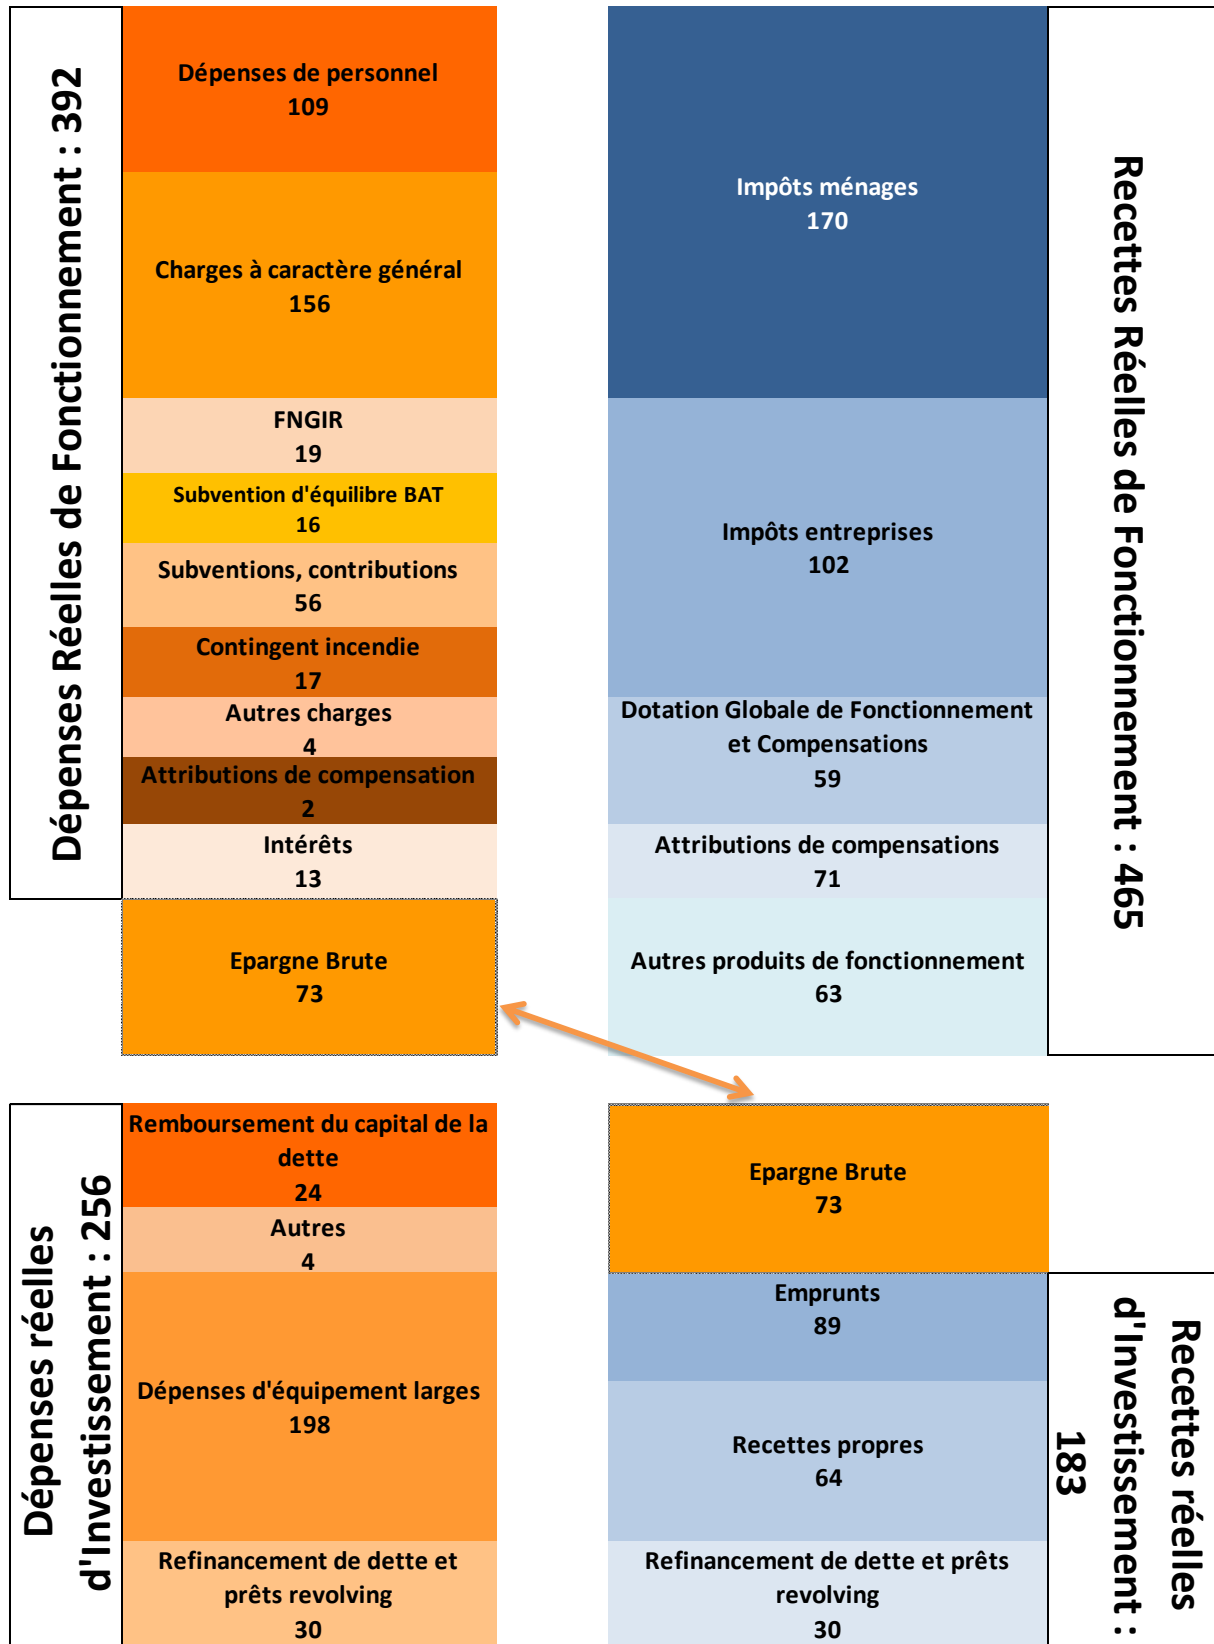 Dépenses Réelles de Fonctionnement : 392
Dépenses de personnel
109
Charges à caractère général
156
FNGIR
19
Subvention d'équilibre BAT
16
Subventions, contributions
56
Contingent incendie
17
Autres charges
4
Attributions de compensation
2
Intérêts
13
Epargne Brute
73
Impôts ménages
170
Impôts entreprises
102
Dotation Globale de Fonctionnement
et Compensations
59
Attributions de compensations
71
Autres produits de fonctionnement
63
Recettes Réelles de Fonctionnement : 465
Dépenses réelles
d'Investissement : 256
Remboursement du capital de la
dette
24
Autres
4
Dépenses d'équipement larges
198
Refinancement de dette et
prêts revolving
30
Epargne Brute
73
Emprunts
89
Recettes propres
64
Refinancement de dette et prêts
revolving
30
Recettes réelles
d'Investissement :
183